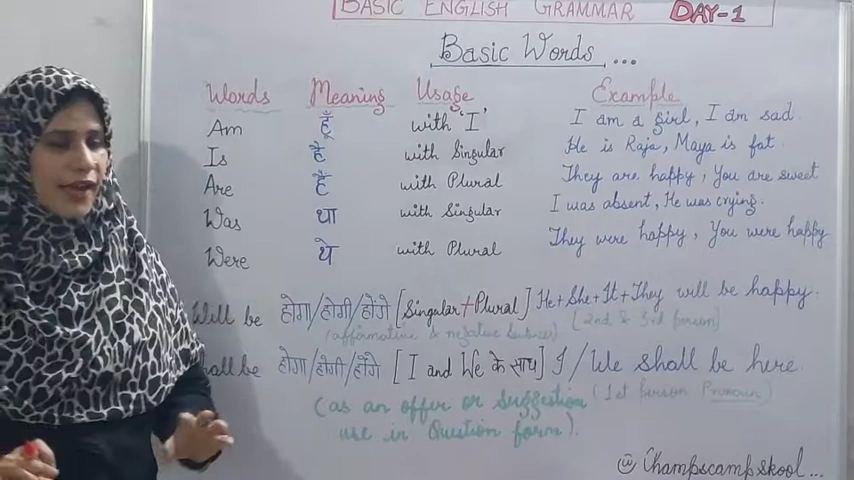 BASIC ENGLISH GRAMMAR DAY-1
Basic Words ...
Words Meaning Usage Example
Am हूँ with 'I' I am a girl, I am sad.
Is है with Singular He is Raja, Maya is fat.
Are हैं with Plural They are happy, You are sweet
Was था with Singular I was absent, He was crying.
Were थे with Plural They were happy, You were happy
Will be होगा/होगी/होंगे [Singular+Plural] He+She+It+They will be happy.
(affirmative & negative [2nd & 3rd person]
Shall be होगा/होगी/होंगे [I and We के साथ] I/We shall be here.
(1st person Pronoun)
(as an offer or suggestion
use in Question form).
@Champscampskool...